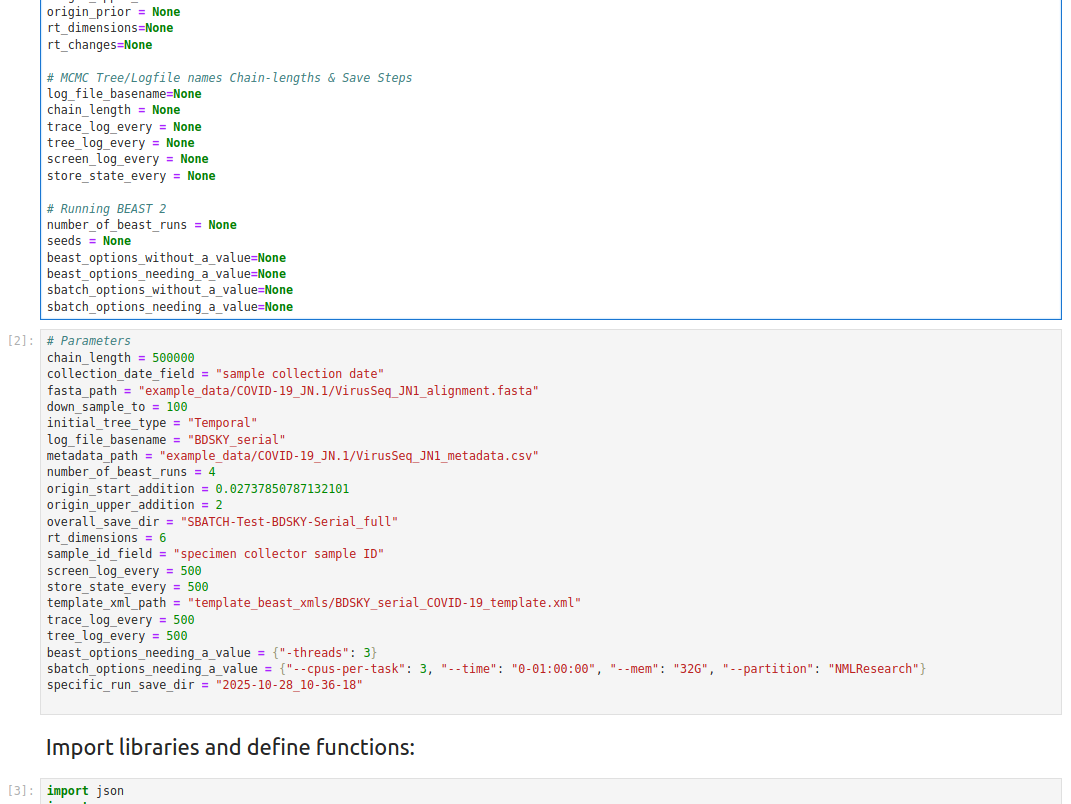 origin_prior = None
rt_dimensions=None
rt_changes=None
# MCMC Tree/Logfile names Chain-lengths & Save Steps
log_file_basename=None
chain_length = None
trace_log_every = None
tree_log_every = None
screen_log_every = None
store_state_every = None
# Running BEAST 2
number_of_beast_runs = None
seeds = None
beast_options_without_a_value=None
beast_options_needing_a_value=None
sbatch_options_without_a_value=None
sbatch_options_needing_a_value=None
[2]: # Parameters
chain_length = 500000
collection_date_field = "sample collection date"
fasta_path = "example_data/COVID-19_JN.1/VirusSeq_JN1_alignment.fasta"
down_sample_to = 100
initial_tree_type = "Temporal"
log_file_basename = "BDSKY_serial"
metadata_path = "example_data/COVID-19_JN.1/VirusSeq_JN1_metadata.csv"
number_of_beast_runs = 4
origin_start_addition = 0.02737850787132101
origin_upper_addition = 2
overall_save_dir = "SBATCH-Test-BDSKY-Serial_full"
rt_dimensions = 6
sample_id_field = "specimen collector sample ID"
screen_log_every = 500
store_state_every = 500
template_xml_path = "template_beast_xmls/BDSKY_serial_COVID-19_template.xml"
trace_log_every = 500
tree_log_every = 500
beast_options_needing_a_value = {"-threads": 3}
sbatch_options_needing_a_value = {"--cpus-per-task": 3, "--time": "0-01:00:00", "--mem": "32G", "--partition": "NMLResearch"}
specific_run_save_dir = "2025-10-28_10-36-18"
Import libraries and define functions:
[3]: import json